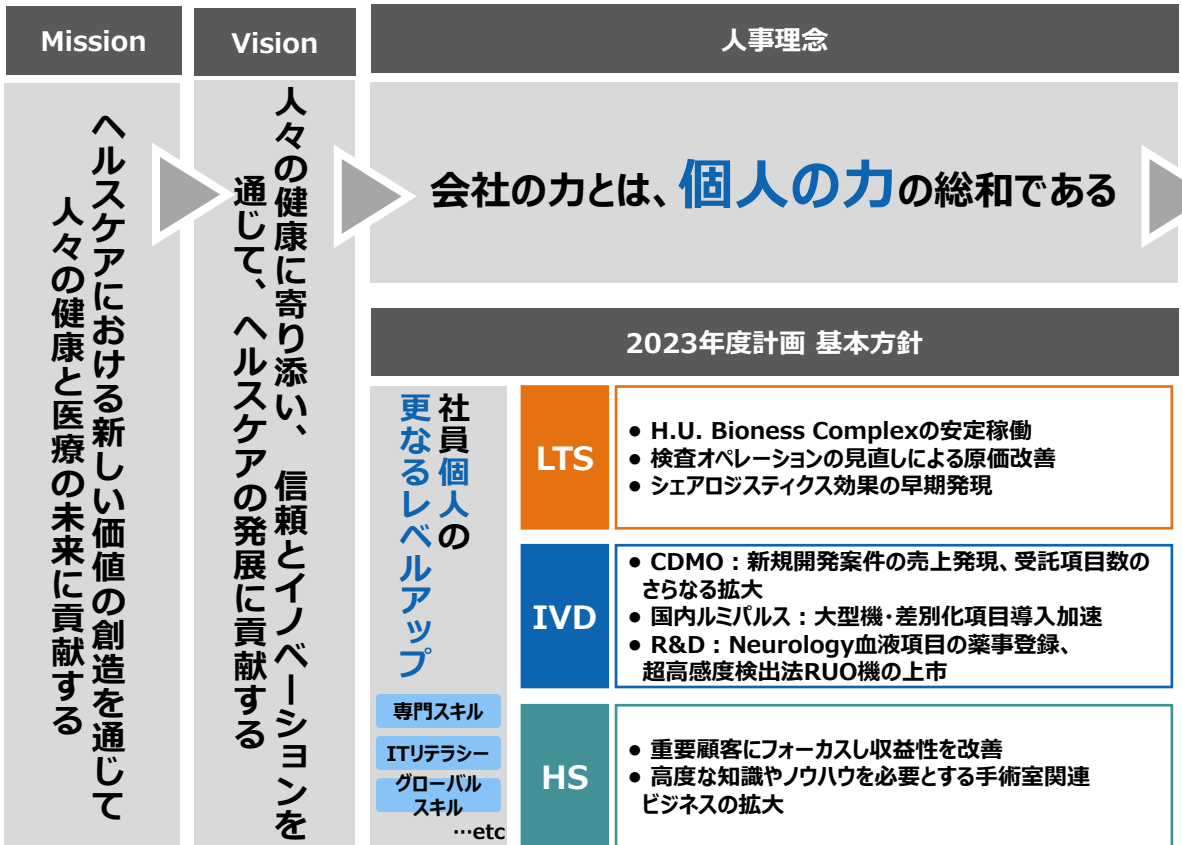 Mission
ヘルスケアにおける新しい価値の創造を通じて
人々の健康と医療の未来に貢献する
Vision
人々の健康に寄り添い、信頼とイノベーションを
通じて、ヘルスケアの発展に貢献する
人事理念
会社の力とは、個人の力の総和である
2023年度計画 基本方針
社員個人の
更なるレベルアップ
専門スキル
ITリテラシー
グローバル
スキル
…etc
LTS
● H.U. Bioness Complexの安定稼働
● 検査オペレーションの見直しによる原価改善
● シェアロジスティクス効果の早期発現
IVD
● CDMO：新規開発案件の売上発現、受託項目数の
さらなる拡大
● 国内ルミパルス：大型機・差別化項目導入加速
● R&D：Neurology血液項目の薬事登録、
超高感度検出法RUO機の上市
HS
● 重要顧客にフォーカスし収益性を改善
● 高度な知識やノウハウを必要とする手術室関連
ビジネスの拡大